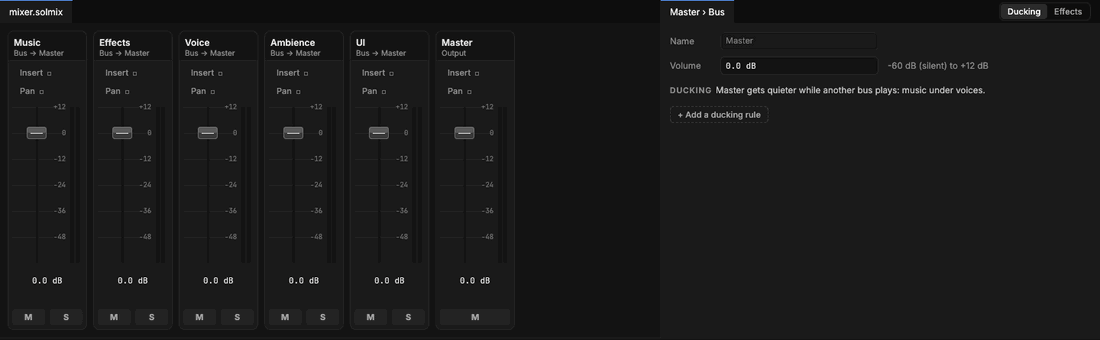 mixer.solmix
Master › Bus
Ducking
Effects
Music
Bus → Master
Insert
Pan
+12
0
-12
-24
-36
-48
0.0 dB
M
S
Effects
Bus → Master
Insert
Pan
+12
0
-12
-24
-36
-48
0.0 dB
M
S
Voice
Bus → Master
Insert
Pan
+12
0
-12
-24
-36
-48
0.0 dB
M
S
Ambience
Bus → Master
Insert
Pan
+12
0
-12
-24
-36
-48
0.0 dB
M
S
UI
Bus → Master
Insert
Pan
+12
0
-12
-24
-36
-48
0.0 dB
M
S
Master
Output
Insert
Pan
+12
0
-12
-24
-36
-48
0.0 dB
M
Name Master
Volume 0.0 dB -60 dB (silent) to +12 dB
DUCKING Master gets quieter while another bus plays: music under voices.
+ Add a ducking rule